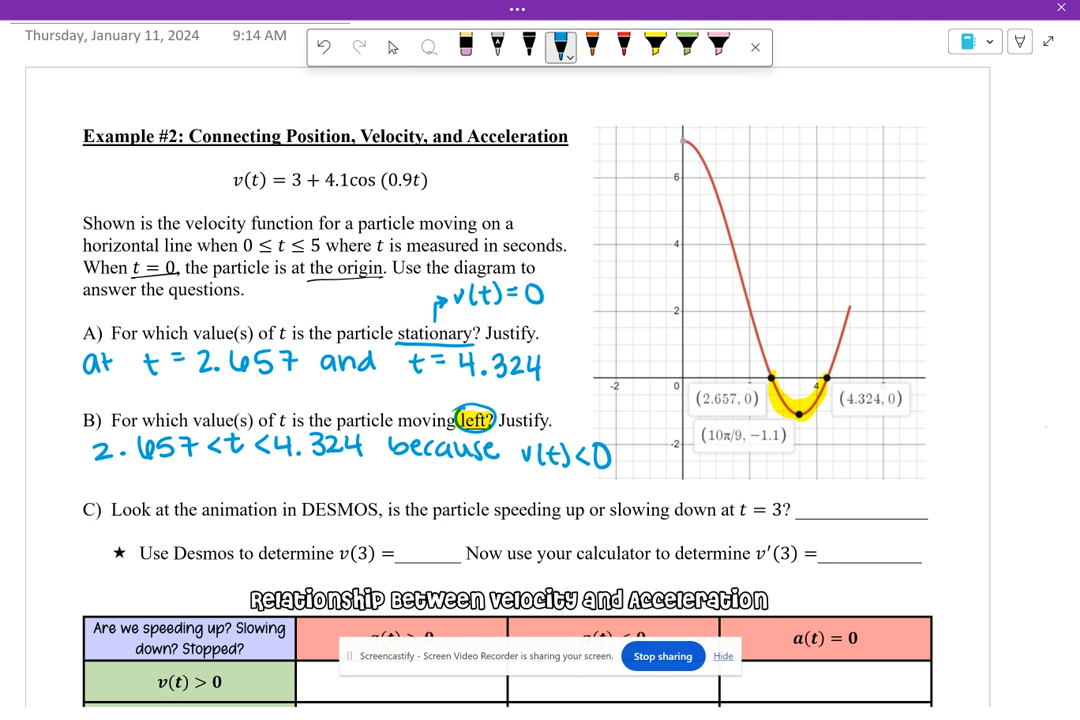 Thursday, January 11, 2024 9:14 AM
Example #2: Connecting Position, Velocity, and Acceleration
v(t) = 3 + 4.1cos (0.9t)
Shown is the velocity function for a particle moving on a
horizontal line when 0 ≤ t ≤ 5 where t is measured in seconds.
When t = 0, the particle is at the origin. Use the diagram to
answer the questions.
v(t)=0
A) For which value(s) of t is the particle stationary? Justify.
at t = 2.657 and t = 4.324
B) For which value(s) of t is the particle moving left? Justify.
2.657<t<4.324 because v(t)<0
6
4
2
-2 0 4
(2.657, 0) (4.324, 0)
(10π/9, −1.1)
-2
C) Look at the animation in DESMOS, is the particle speeding up or slowing down at t = 3? ____________
★ Use Desmos to determine v(3) =______ Now use your calculator to determine v′(3) =_________
Relationship Between Velocity and Acceleration
Are we speeding up? Slowing
down? Stopped?
a(t) = 0
Screencastify - Screen Video Recorder is sharing your screen. Stop sharing Hide
v(t) > 0